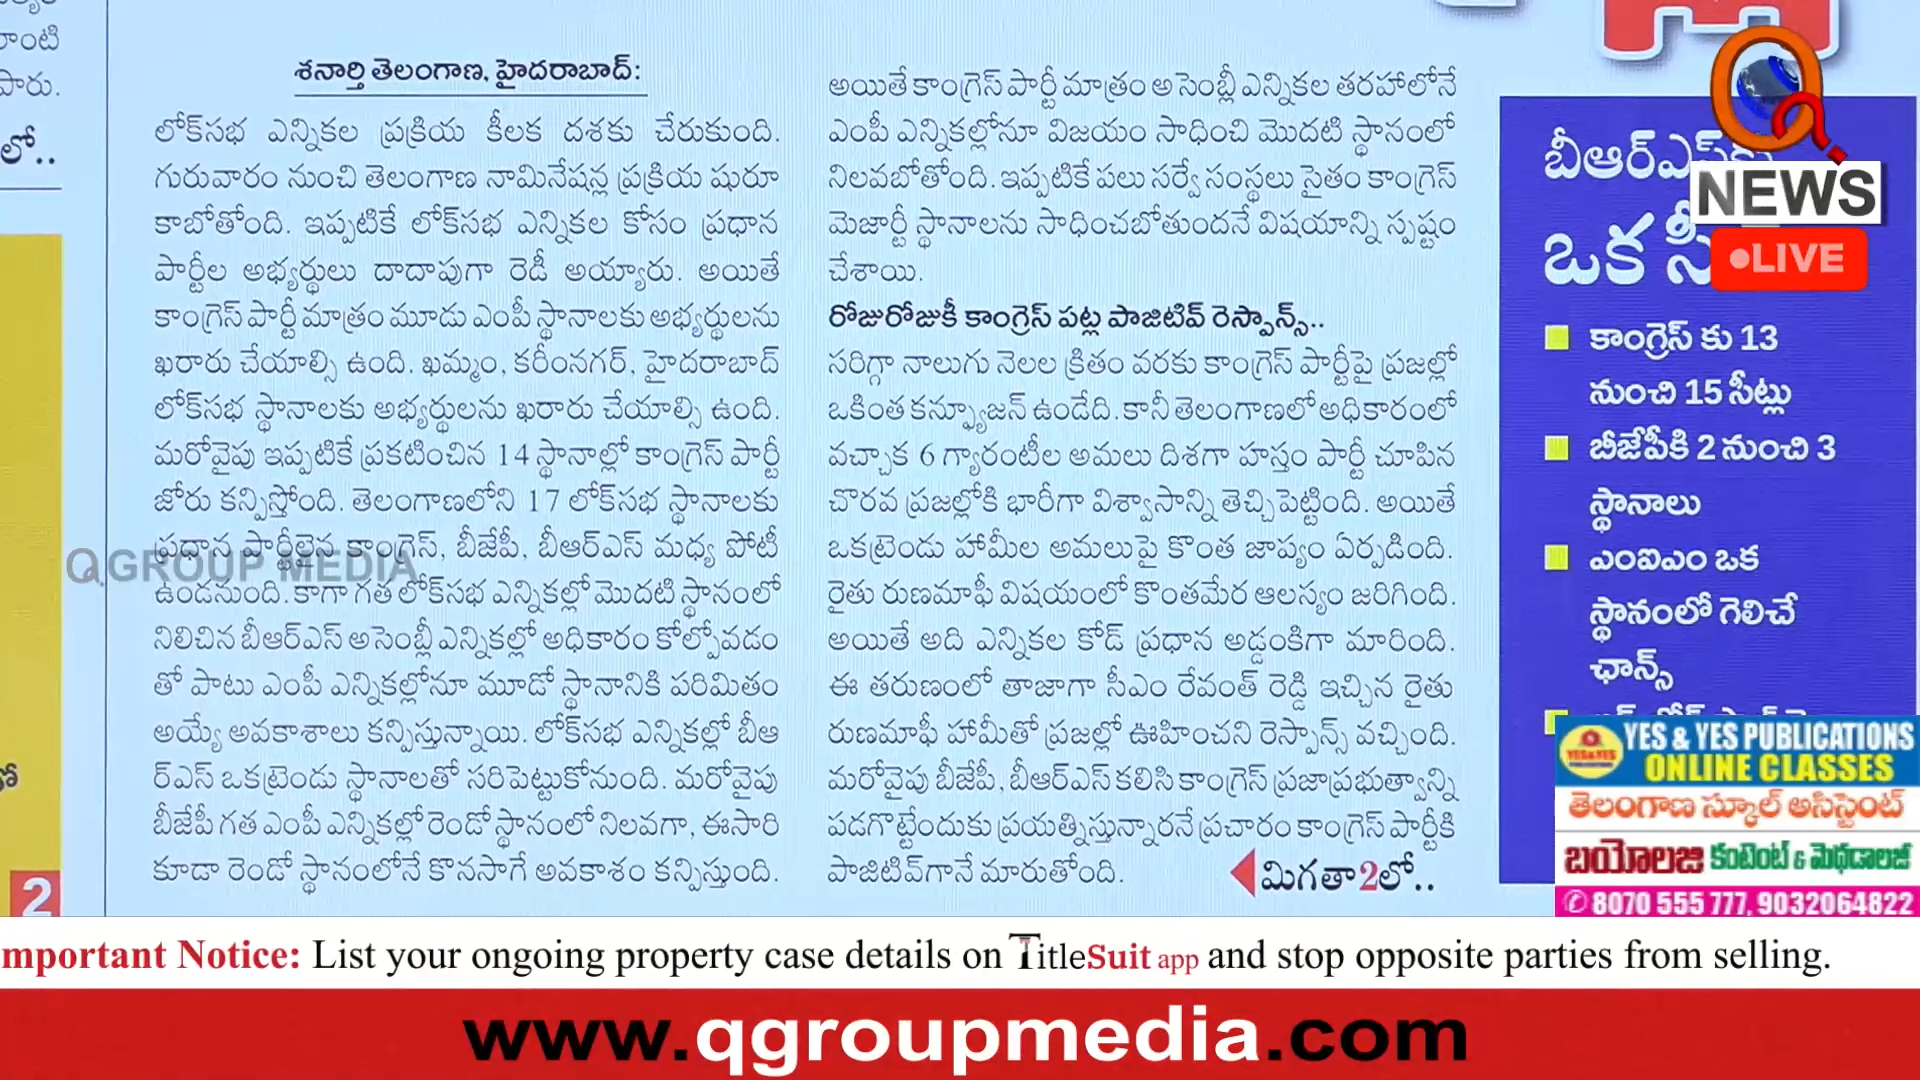 లాంటి
పారు.
లో..
2
శనార్తి తెలంగాణ, హైదరాబాద్:
లోక్‌సభ ఎన్నికల ప్రక్రియ కీలక దశకు చేరుకుంది.
గురువారం నుంచి తెలంగాణ నామినేషన్ల ప్రక్రియ షురూ
కాబోతోంది. ఇప్పటికే లోక్‌సభ ఎన్నికల కోసం ప్రధాన
పార్టీల అభ్యర్థులు దాదాపుగా రెడీ అయ్యారు. అయితే
కాంగ్రెస్ పార్టీ మాత్రం మూడు ఎంపీ స్థానాలకు అభ్యర్థులను
ఖరారు చేయాల్సి ఉంది. ఖమ్మం, కరీంనగర్, హైదరాబాద్
లోక్‌సభ స్థానాలకు అభ్యర్థులను ఖరారు చేయాల్సి ఉంది.
మరోవైపు ఇప్పటికే ప్రకటించిన 14 స్థానాల్లో కాంగ్రెస్ పార్టీ
జోరు కన్పిస్తోంది. తెలంగాణలోని 17 లోక్‌సభ స్థానాలకు
ప్రధాన పార్టీలైన కాంగ్రెస్, బీజేపీ, బీఆర్ఎస్ మధ్య పోటీ
ఉండనుంది. కాగా గత లోక్‌సభ ఎన్నికల్లో మొదటి స్థానంలో
నిలిచిన బీఆర్ఎస్ అసెంబ్లీ ఎన్నికల్లో అధికారం కోల్పోవడం
తో పాటు ఎంపీ ఎన్నికల్లోనూ మూడో స్థానానికి పరిమితం
అయ్యే అవకాశాలు కన్పిస్తున్నాయి. లోక్‌సభ ఎన్నికల్లో బీఆ
ర్ఎస్ ఒకట్రెండు స్థానాలతో సరిపెట్టుకోనుంది. మరోవైపు
బీజేపీ గత ఎంపీ ఎన్నికల్లో రెండో స్థానంలో నిలవగా, ఈసారి
కూడా రెండో స్థానంలోనే కొనసాగే అవకాశం కన్పిస్తుంది.
QGROUP MEDIA
అయితే కాంగ్రెస్ పార్టీ మాత్రం అసెంబ్లీ ఎన్నికల తరహాలోనే
ఎంపీ ఎన్నికల్లోనూ విజయం సాధించి మొదటి స్థానంలో
నిలవబోతోంది. ఇప్పటికే పలు సర్వే సంస్థలు సైతం కాంగ్రెస్
మెజార్టీ స్థానాలను సాధించబోతుందనే విషయాన్ని స్పష్టం
చేశాయి.
రోజురోజుకీ కాంగ్రెస్ పట్ల పాజిటివ్ రెస్పాన్స్..
సరిగ్గా నాలుగు నెలల క్రితం వరకు కాంగ్రెస్ పార్టీపై ప్రజల్లో
ఒకింత కన్ఫ్యూజన్ ఉండేది. కానీ తెలంగాణలో అధికారంలో
వచ్చాక 6 గ్యారంటీల అమలు దిశగా హస్తం పార్టీ చూపిన
చొరవ ప్రజల్లోకి భారీగా విశ్వాసాన్ని తెచ్చిపెట్టింది. అయితే
ఒకట్రెండు హామీల అమలుపై కొంత జాప్యం ఏర్పడింది.
రైతు రుణమాఫీ విషయంలో కొంతమేర ఆలస్యం జరిగింది.
అయితే అది ఎన్నికల కోడ్ ప్రధాన అడ్డంకిగా మారింది.
ఈ తరుణంలో తాజాగా సీఎం రేవంత్ రెడ్డి ఇచ్చిన రైతు
రుణమాఫీ హామీతో ప్రజల్లో ఊహించని రెస్పాన్స్ వచ్చింది.
మరోవైపు బీజేపీ, బీఆర్ఎస్ కలిసి కాంగ్రెస్ ప్రజాప్రభుత్వాన్ని
పడగొట్టేందుకు ప్రయత్నిస్తున్నారనే ప్రచారం కాంగ్రెస్ పార్టీకి
పాజిటివ్‌గానే మారుతోంది.
మిగతా 2లో..
బీఆర్ఎస్‌కు
ఒక
కాంగ్రెస్ కు 13
నుంచి 15 సీట్లు
బీజేపీకి 2 నుంచి 3
స్థానాలు
ఎంఐఎం ఒక
స్థానంలో గెలిచే
ఛాన్స్
NEWS
LIVE
YES & YES PUBLICATIONS
ONLINE CLASSES
తెలంగాణ స్కూల్ అసిస్టెంట్
బయోలజి కంటెంట్ & మెథడాలజీ
8070 555 777, 9032064822
mportant Notice: List your ongoing property case details on TitleSuit app and stop opposite parties from selling.
www.qgroupmedia.com